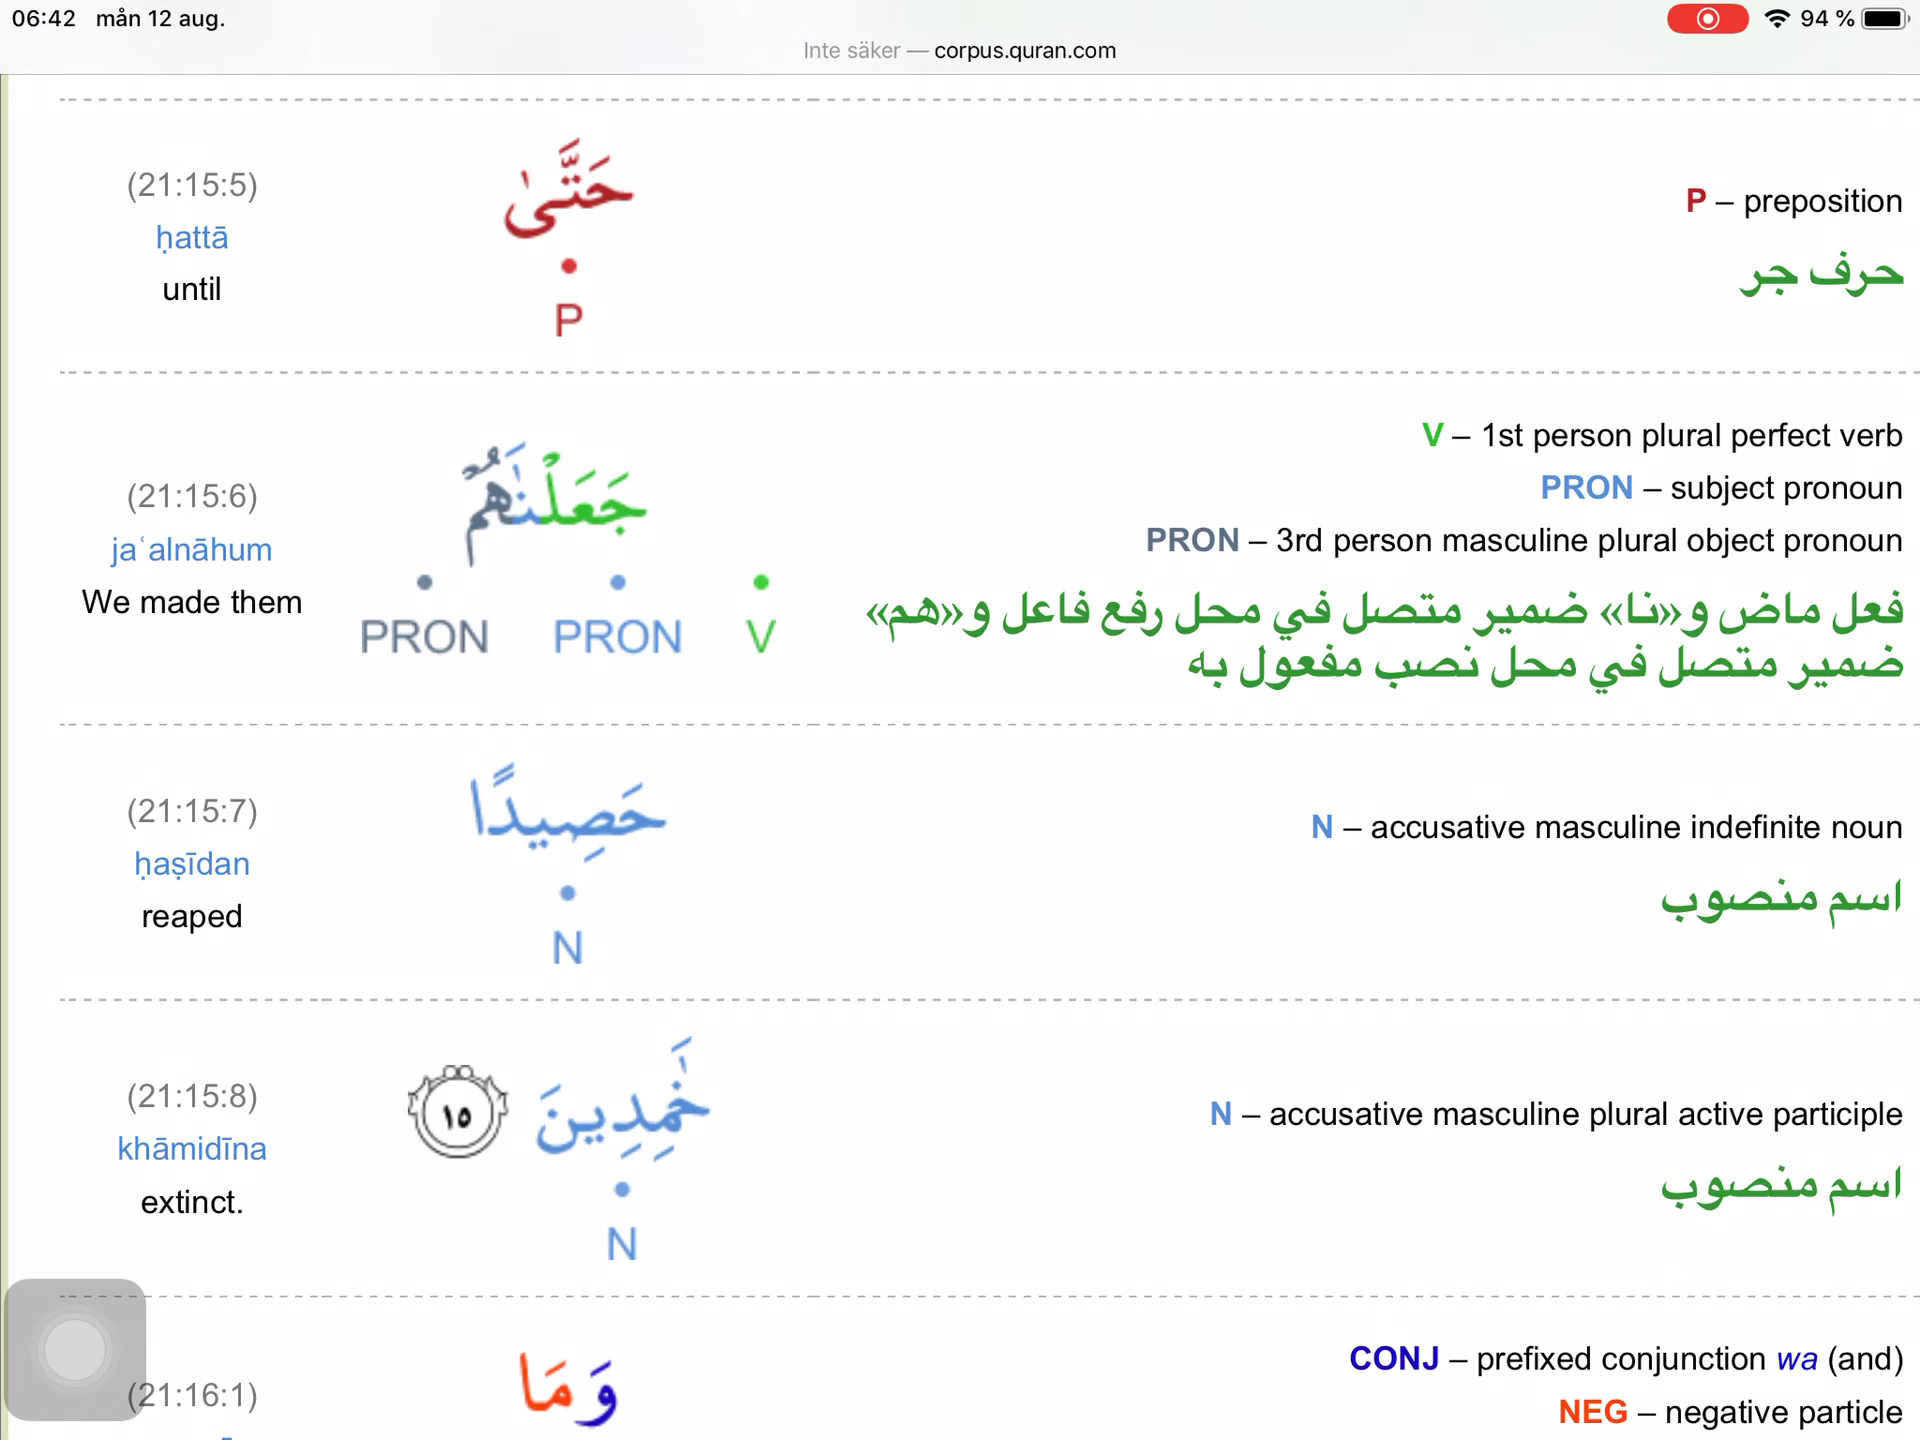 06:42 mån 12 aug.
94 %
Inte säker — corpus.quran.com
(21:15:5)
ḥattā
until
حَتَّىٰ
P
P – preposition
حرف جر
(21:15:6)
jaʿalnāhum
We made them
جَعَلْنَٰهُمْ
PRON PRON V
V – 1st person plural perfect verb
PRON – subject pronoun
PRON – 3rd person masculine plural object pronoun
فعل ماض و«نا» ضمير متصل في محل رفع فاعل و«هم»
ضمير متصل في محل نصب مفعول به
(21:15:7)
ḥaṣīdan
reaped
حَصِيدًا
N
N – accusative masculine indefinite noun
اسم منصوب
(21:15:8)
khāmidīna
extinct.
خَٰمِدِينَ ١٥
N
N – accusative masculine plural active participle
اسم منصوب
(21:16:1)
وَمَا
CONJ – prefixed conjunction wa (and)
NEG – negative particle